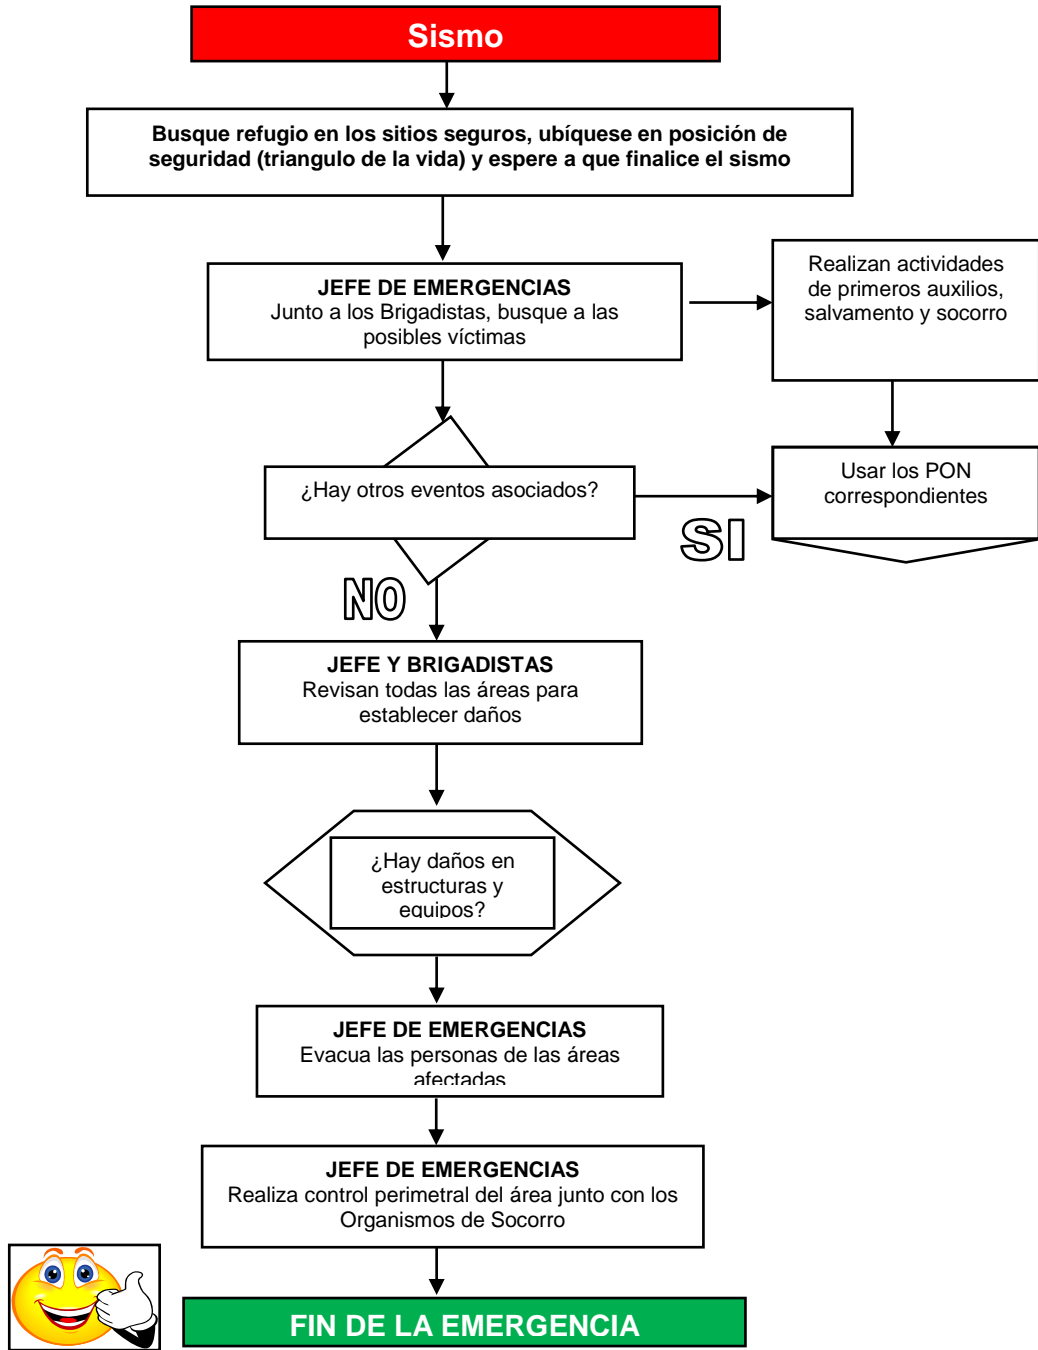 Sismo
Busque refugio en los sitios seguros, ubíquese en posición de
seguridad (triangulo de la vida) y espere a que finalice el sismo
JEFE DE EMERGENCIAS
Junto a los Brigadistas, busque a las
posibles víctimas
Realizan actividades
de primeros auxilios,
salvamento y socorro
¿Hay otros eventos asociados?
Usar los PON
correspondientes
SI
NO
JEFE Y BRIGADISTAS
Revisan todas las áreas para
establecer daños
¿Hay daños en
estructuras y
equipos?
JEFE DE EMERGENCIAS
Evacua las personas de las áreas
afectadas
JEFE DE EMERGENCIAS
Realiza control perimetral del área junto con los
Organismos de Socorro
FIN DE LA EMERGENCIA